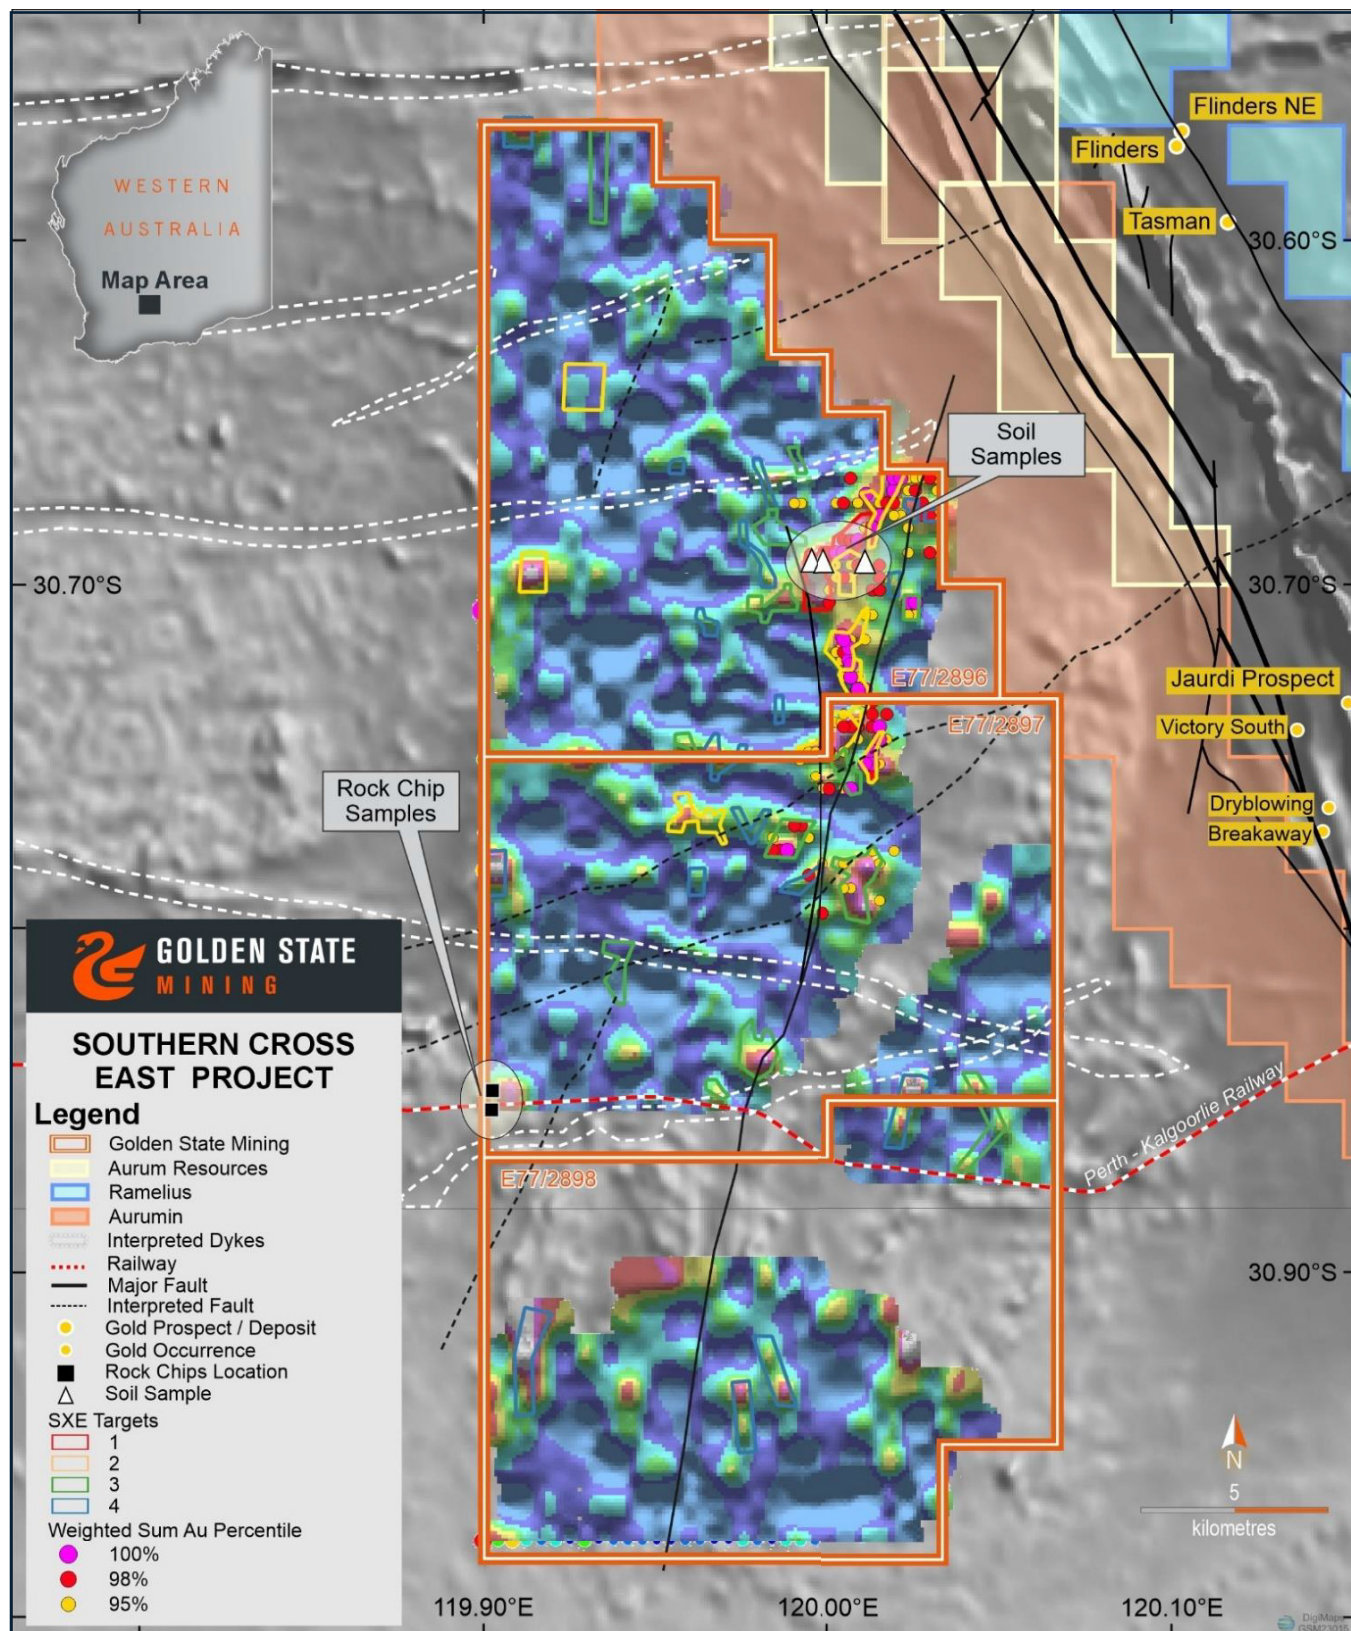 WESTERN
AUSTRALIA
Map Area
Flinders NE
Flinders
Tasman
30.60°S
Soil
Samples
30.70°S
30.70°S
E77/2896
Jaurdi Prospect
E77/2897
Victory South
Rock Chip
Samples
Dryblowing
Breakaway
GOLDEN STATE
MINING
SOUTHERN CROSS
EAST PROJECT
Perth - Kalgoorlie Railway
E77/2898
Legend
Golden State Mining
Aurum Resources
Ramelius
Aurumin
Interpreted Dykes
Railway
Major Fault
Interpreted Fault
Gold Prospect / Deposit
Gold Occurrence
Rock Chips Location
Soil Sample
SXE Targets
1
2
3
4
Weighted Sum Au Percentile
100%
98%
95%
30.90°S
N
5
kilometres
119.90°E
120.00°E
120.10°E
DigiMaps
GSM23015